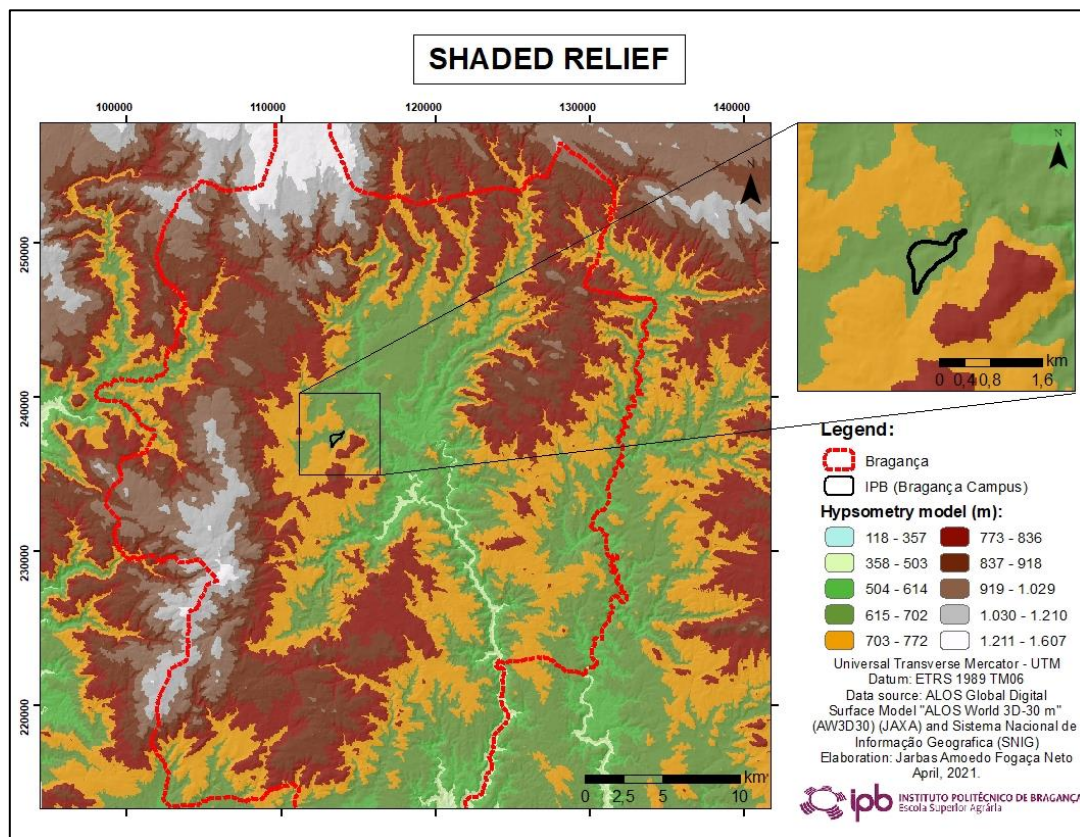 SHADED RELIEF
100000
110000
120000
130000
140000
250000
240000
230000
220000
N
N
km
0 0,4 0,8 1,6
km
0 2,5 5 10
Legend:
Bragança
IPB (Bragança Campus)
Hypsometry model (m):
118 - 357
773 - 836
358 - 503
837 - 918
504 - 614
919 - 1.029
615 - 702
1.030 - 1.210
703 - 772
1.211 - 1.607
Universal Transverse Mercator - UTM
Datum: ETRS 1989 TM06
Data source: ALOS Global Digital
Surface Model "ALOS World 3D-30 m"
(AW3D30) (JAXA) and Sistema Nacional de
Informação Geografica (SNIG)
Elaboration: Jarbas Amoedo Fogaça Neto
April, 2021.
ipb INSTITUTO POLITÉCNICO DE BRAGANÇA
Escola Superior Agrária